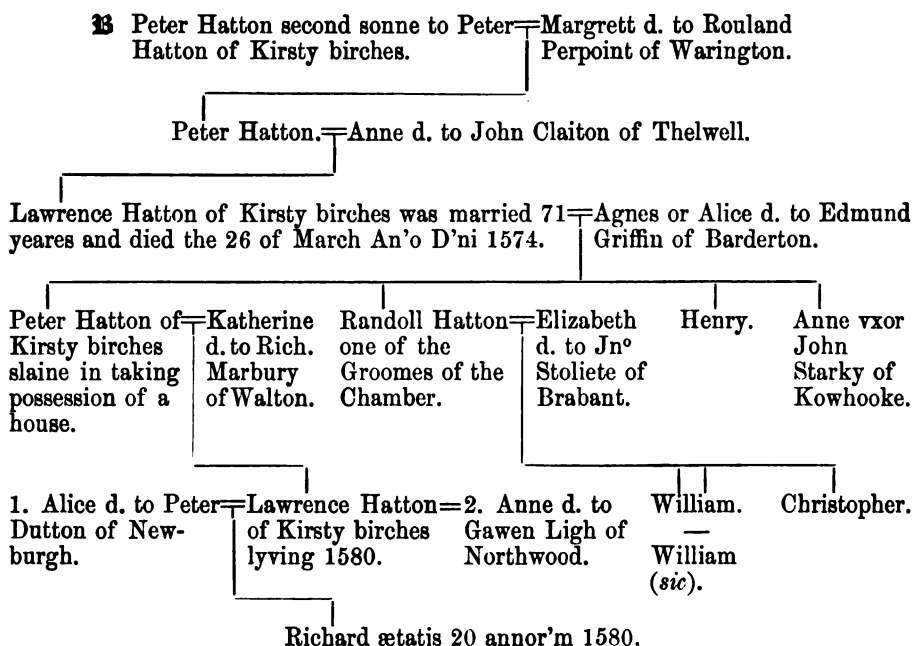 Peter Hatton second sonne to Peter
Hatton of Kirsty birches.
Margrett d. to Rouland
Perpoint of Warington.
Peter Hatton.
Anne d. to John Claiton of Thelwell.
Lawrence Hatton of Kirsty birches was married 71
yeares and died the 26 of March An'o D'ni 1574.
Agnes or Alice d. to Edmund
Griffin of Barderton.
Peter Hatton of
Kirsty birches
slaine in taking
possession of a
house.
Katherine
d. to Rich.
Marbury
of Walton.
Randoll Hatton
one of the
Groomes of the
Chamber.
Elizabeth
d. to Jnº
Stoliete of
Brabant.
Henry.
Anne vxor
John
Starky of
Kowhooke.
1. Alice d. to Peter
Dutton of New-
burgh.
Lawrence Hatton
of Kirsty birches
lyving 1580.
2. Anne d. to
Gawen Ligh of
Northwood.
William.
—
William
(sic).
Christopher.
Richard ætatis 20 annor'm 1580.